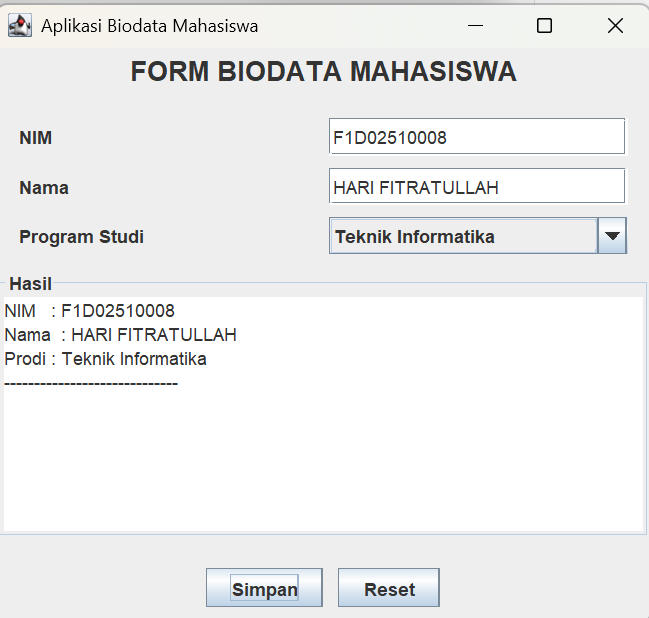 Aplikasi Biodata Mahasiswa
FORM BIODATA MAHASISWA
NIM F1D02510008
Nama HARI FITRATULLAH
Program Studi Teknik Informatika
Hasil
NIM : F1D02510008
Nama : HARI FITRATULLAH
Prodi : Teknik Informatika
-----------------------------
Simpan Reset